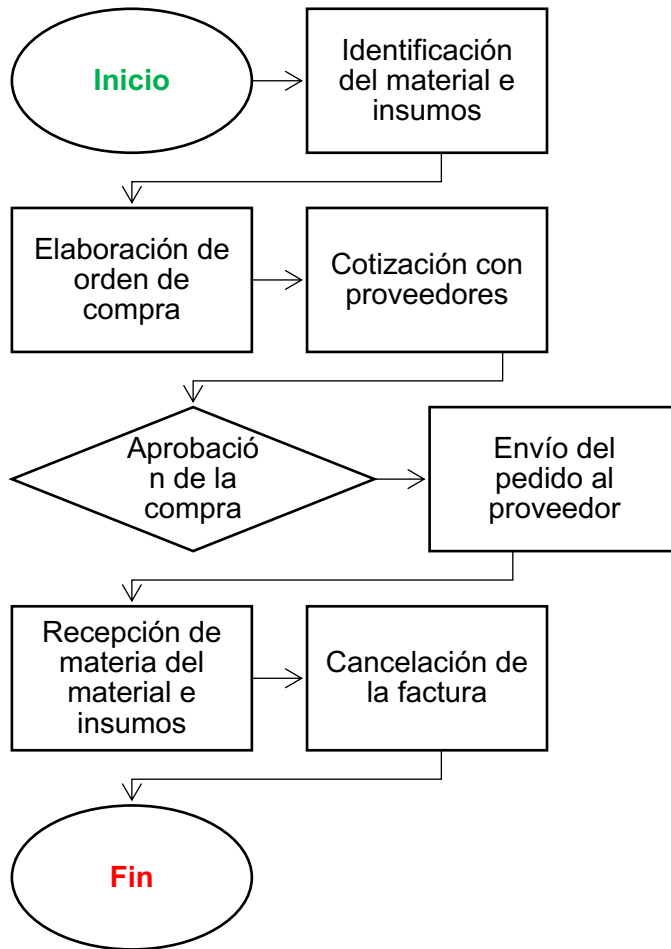 Inicio
Identificación
del material e
insumos
Elaboración de
orden de
compra
Cotización con
proveedores
Aprobació
n de la
compra
Envío del
pedido al
proveedor
Recepción de
materia del
material e
insumos
Cancelación de
la factura
Fin